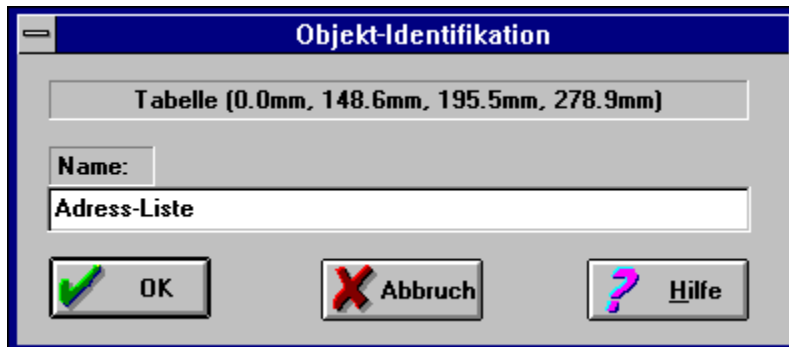 Objekt-Identifikation
Tabelle (0.0mm, 148.6mm, 195.5mm, 278.9mm)
Name:
Adress-Liste
OK Abbruch Hilfe